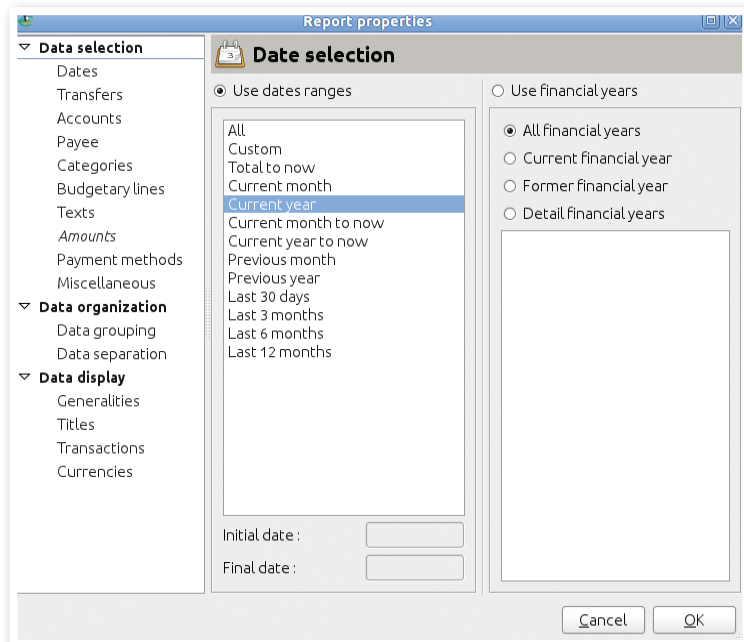 Report properties
Data selection
Dates
Transfers
Accounts
Payee
Categories
Budgetary lines
Texts
Amounts
Payment methods
Miscellaneous
Data organization
Data grouping
Data separation
Data display
Generalities
Titles
Transactions
Currencies
3
Date selection
Use dates ranges
All
Custom
Total to now
Current month
Current year
Current month to now
Current year to now
Previous month
Previous year
Last 30 days
Last 3 months
Last 6 months
Last 12 months
Initial date :
Final date :
Use financial years
All financial years
Current financial year
Former financial year
Detail financial years
Cancel
OK